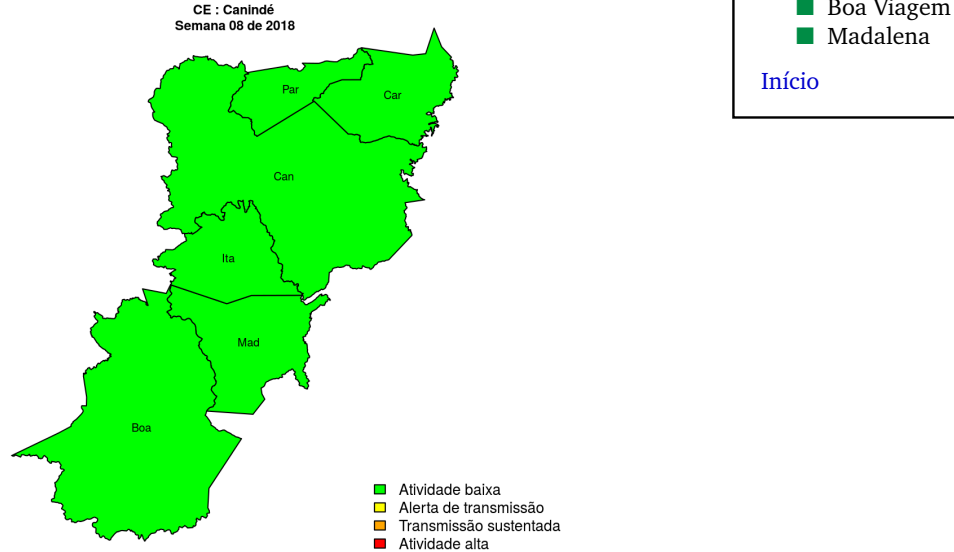 CE : Canindé
Semana 08 de 2018
Par
Car
Can
Ita
Mad
Boa
Atividade baixa
Alerta de transmissão
Transmissão sustentada
Atividade alta
Boa Viagem
Madalena
Início